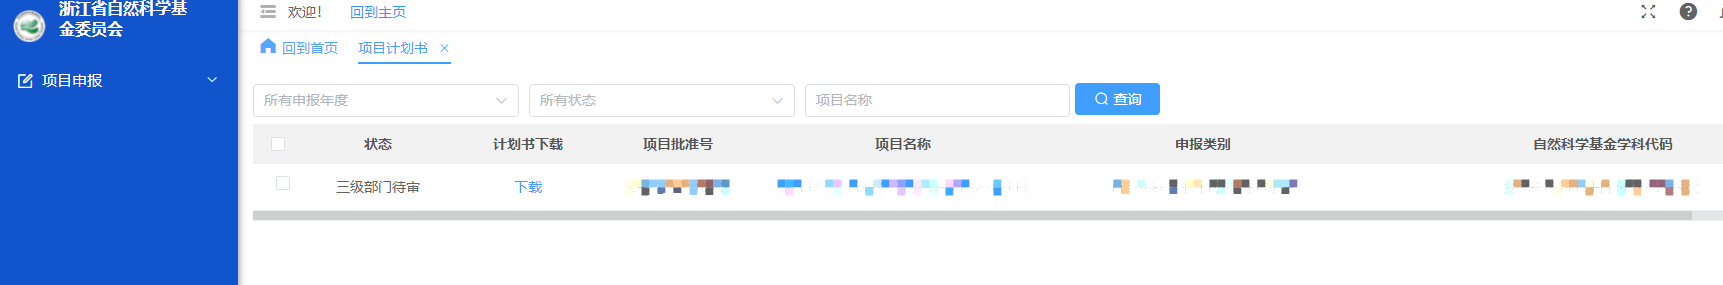 浙江省自然科学基
金委员会
欢迎！
回到主页
回到首页
项目计划书
项目申报
所有申报年度
所有状态
项目名称
查询
状态
计划书下载
项目批准号
项目名称
申报类别
自然科学基金学科代码
三级部门待审
下载